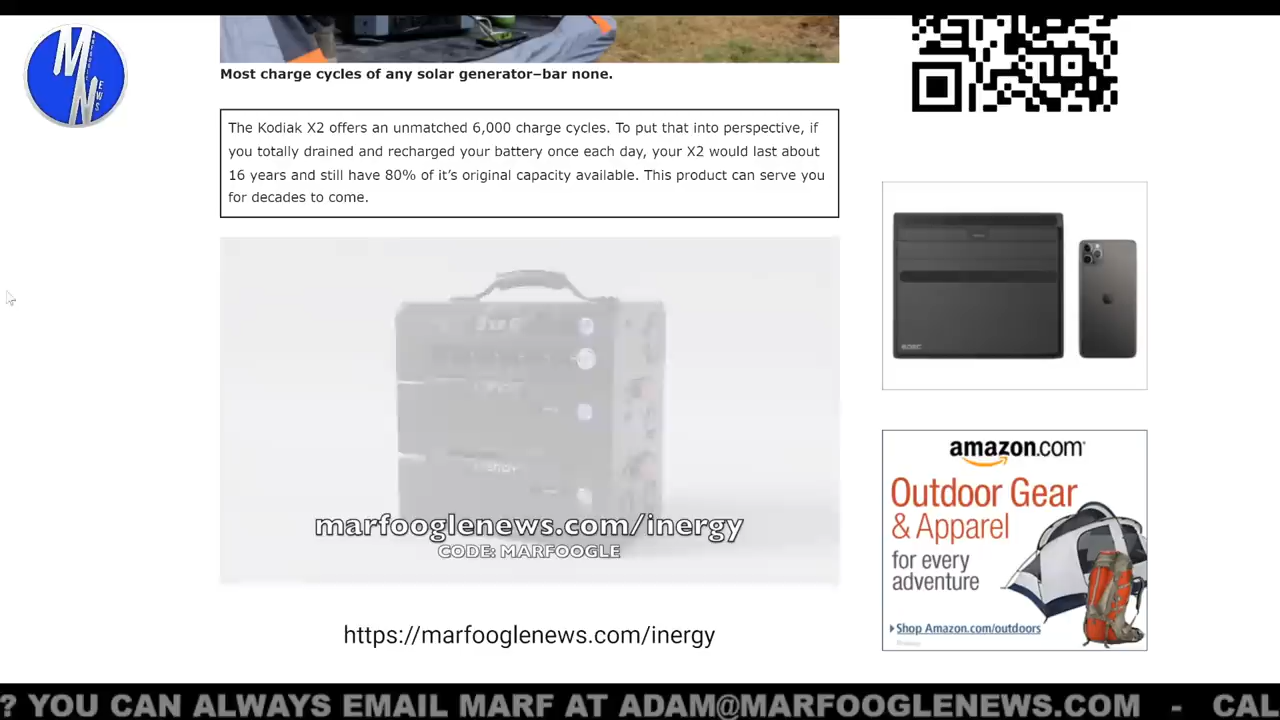 Most charge cycles of any solar generator–bar none.
The Kodiak X2 offers an unmatched 6,000 charge cycles. To put that into perspective, if
you totally drained and recharged your battery once each day, your X2 would last about
16 years and still have 80% of it's original capacity available. This product can serve you
for decades to come.
marfooglenews.com/inergy
CODE: MARFOOGLE
https://marfooglenews.com/inergy
amazon.com
Outdoor Gear
& Apparel
for every
adventure
Shop Amazon.com/outdoors
? YOU CAN ALWAYS EMAIL MARF AT ADAM@MARFOOGLENEWS.COM - CAL